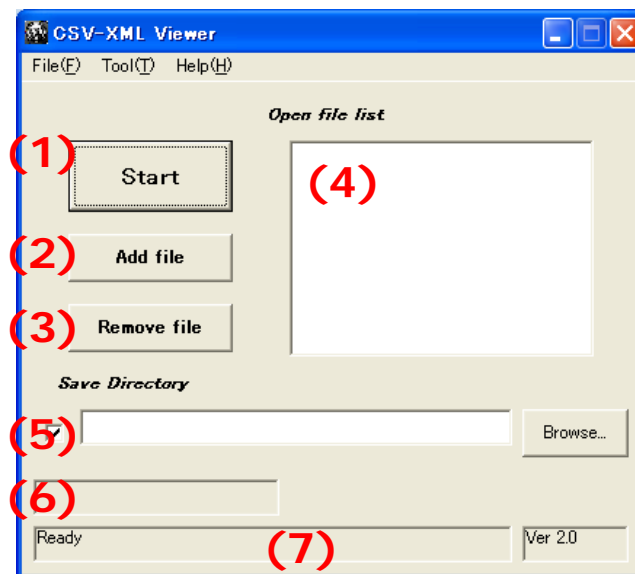 CSV-XML Viewer
File(F) Tool(T) Help(H)
Open file list
(1) Start
(4)
(2) Add file
(3) Remove file
Save Directory
(5) Browse...
(6)
Ready (7) Ver 2.0